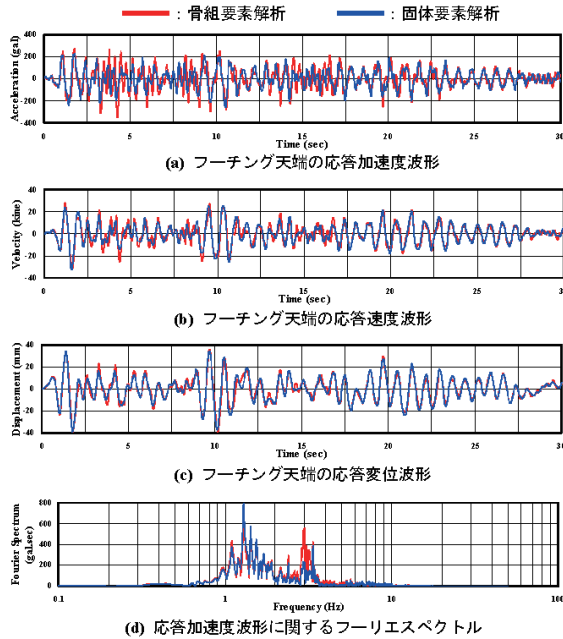 ：骨組要素解析 ：固体要素解析
Acceleration (gal)
400
200
0
-200
-400
0 5 10 15 20 25 30
Time (sec)
(a) フーチング天端の応答加速度波形
Velocity (kine)
40
20
0
-20
-40
0 5 10 15 20 25 30
Time (sec)
(b) フーチング天端の応答速度波形
Displacement (mm)
40
20
0
-20
-40
0 5 10 15 20 25 30
Time (sec)
(c) フーチング天端の応答変位波形
Fourier Spectrum
(gal.sec)
800
600
400
200
0
0.1 1 10 100
Frequency (Hz)
(d) 応答加速度波形に関するフーリエスペクトル